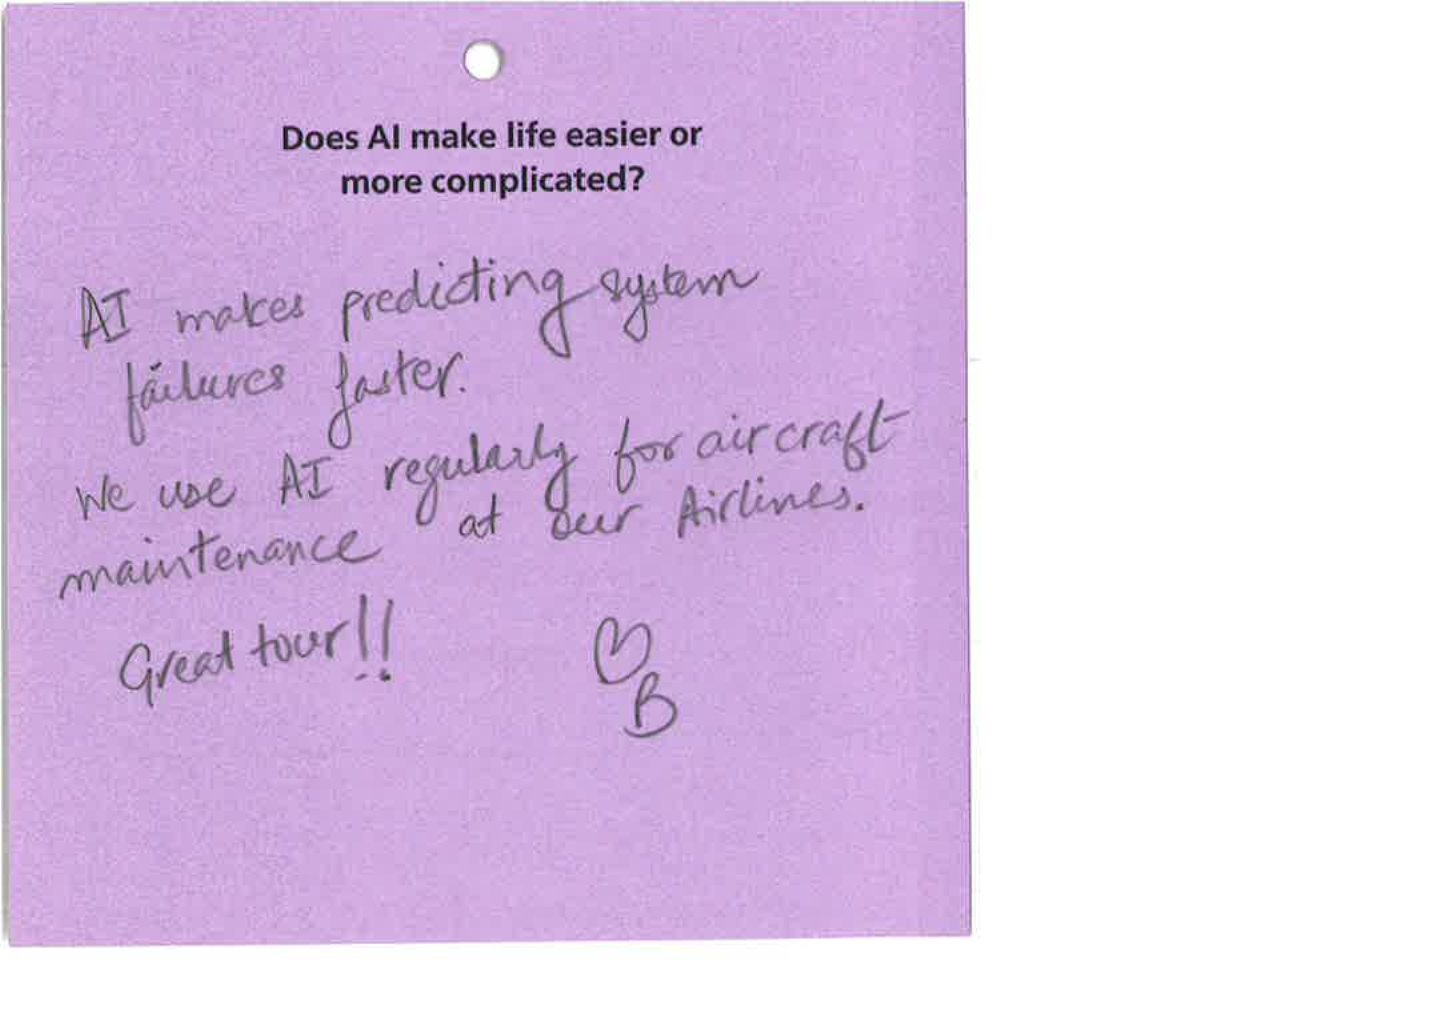 Does AI make life easier or
more complicated?
AI makes predicting system
failures faster.
We use AI regularly for aircraft
maintenance at our Airlines.
Great tour!!
♡
B